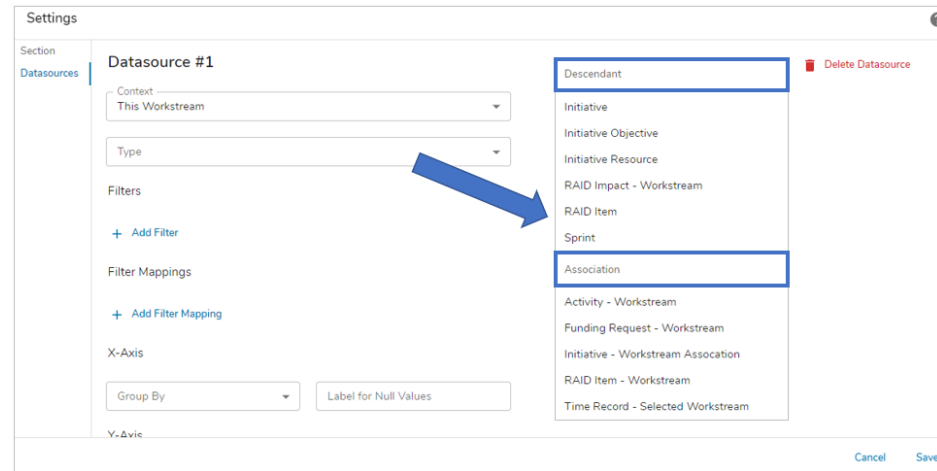 Settings
?
Section
Datasources
Datasource #1
Context
This Workstream
Type
Filters
+ Add Filter
Filter Mappings
+ Add Filter Mapping
X-Axis
Group By
Label for Null Values
Y-Axis
Descendant
Initiative
Initiative Objective
Initiative Resource
RAID Impact - Workstream
RAID Item
Sprint
Association
Activity - Workstream
Funding Request - Workstream
Initiative - Workstream Assocation
RAID Item - Workstream
Time Record - Selected Workstream
Delete Datasource
Cancel
Save